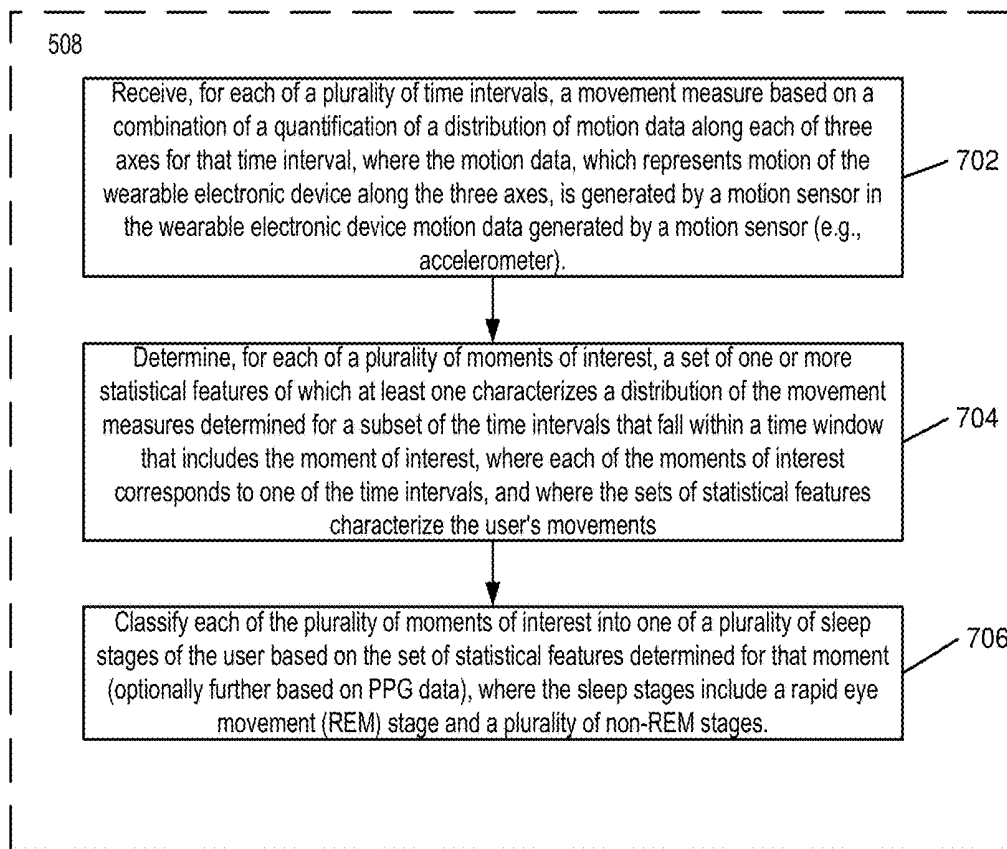 508
Receive, for each of a plurality of time intervals, a movement measure based on a
combination of a quantification of a distribution of motion data along each of three
axes for that time interval, where the motion data, which represents motion of the
wearable electronic device along the three axes, is generated by a motion sensor in
the wearable electronic device motion data generated by a motion sensor (e.g.,
accelerometer).
702
Determine, for each of a plurality of moments of interest, a set of one or more
statistical features of which at least one characterizes a distribution of the movement
measures determined for a subset of the time intervals that fall within a time window
that includes the moment of interest, where each of the moments of interest
corresponds to one of the time intervals, and where the sets of statistical features
characterize the user's movements
704
Classify each of the plurality of moments of interest into one of a plurality of sleep
stages of the user based on the set of statistical features determined for that moment
(optionally further based on PPG data), where the sleep stages include a rapid eye
movement (REM) stage and a plurality of non-REM stages.
706